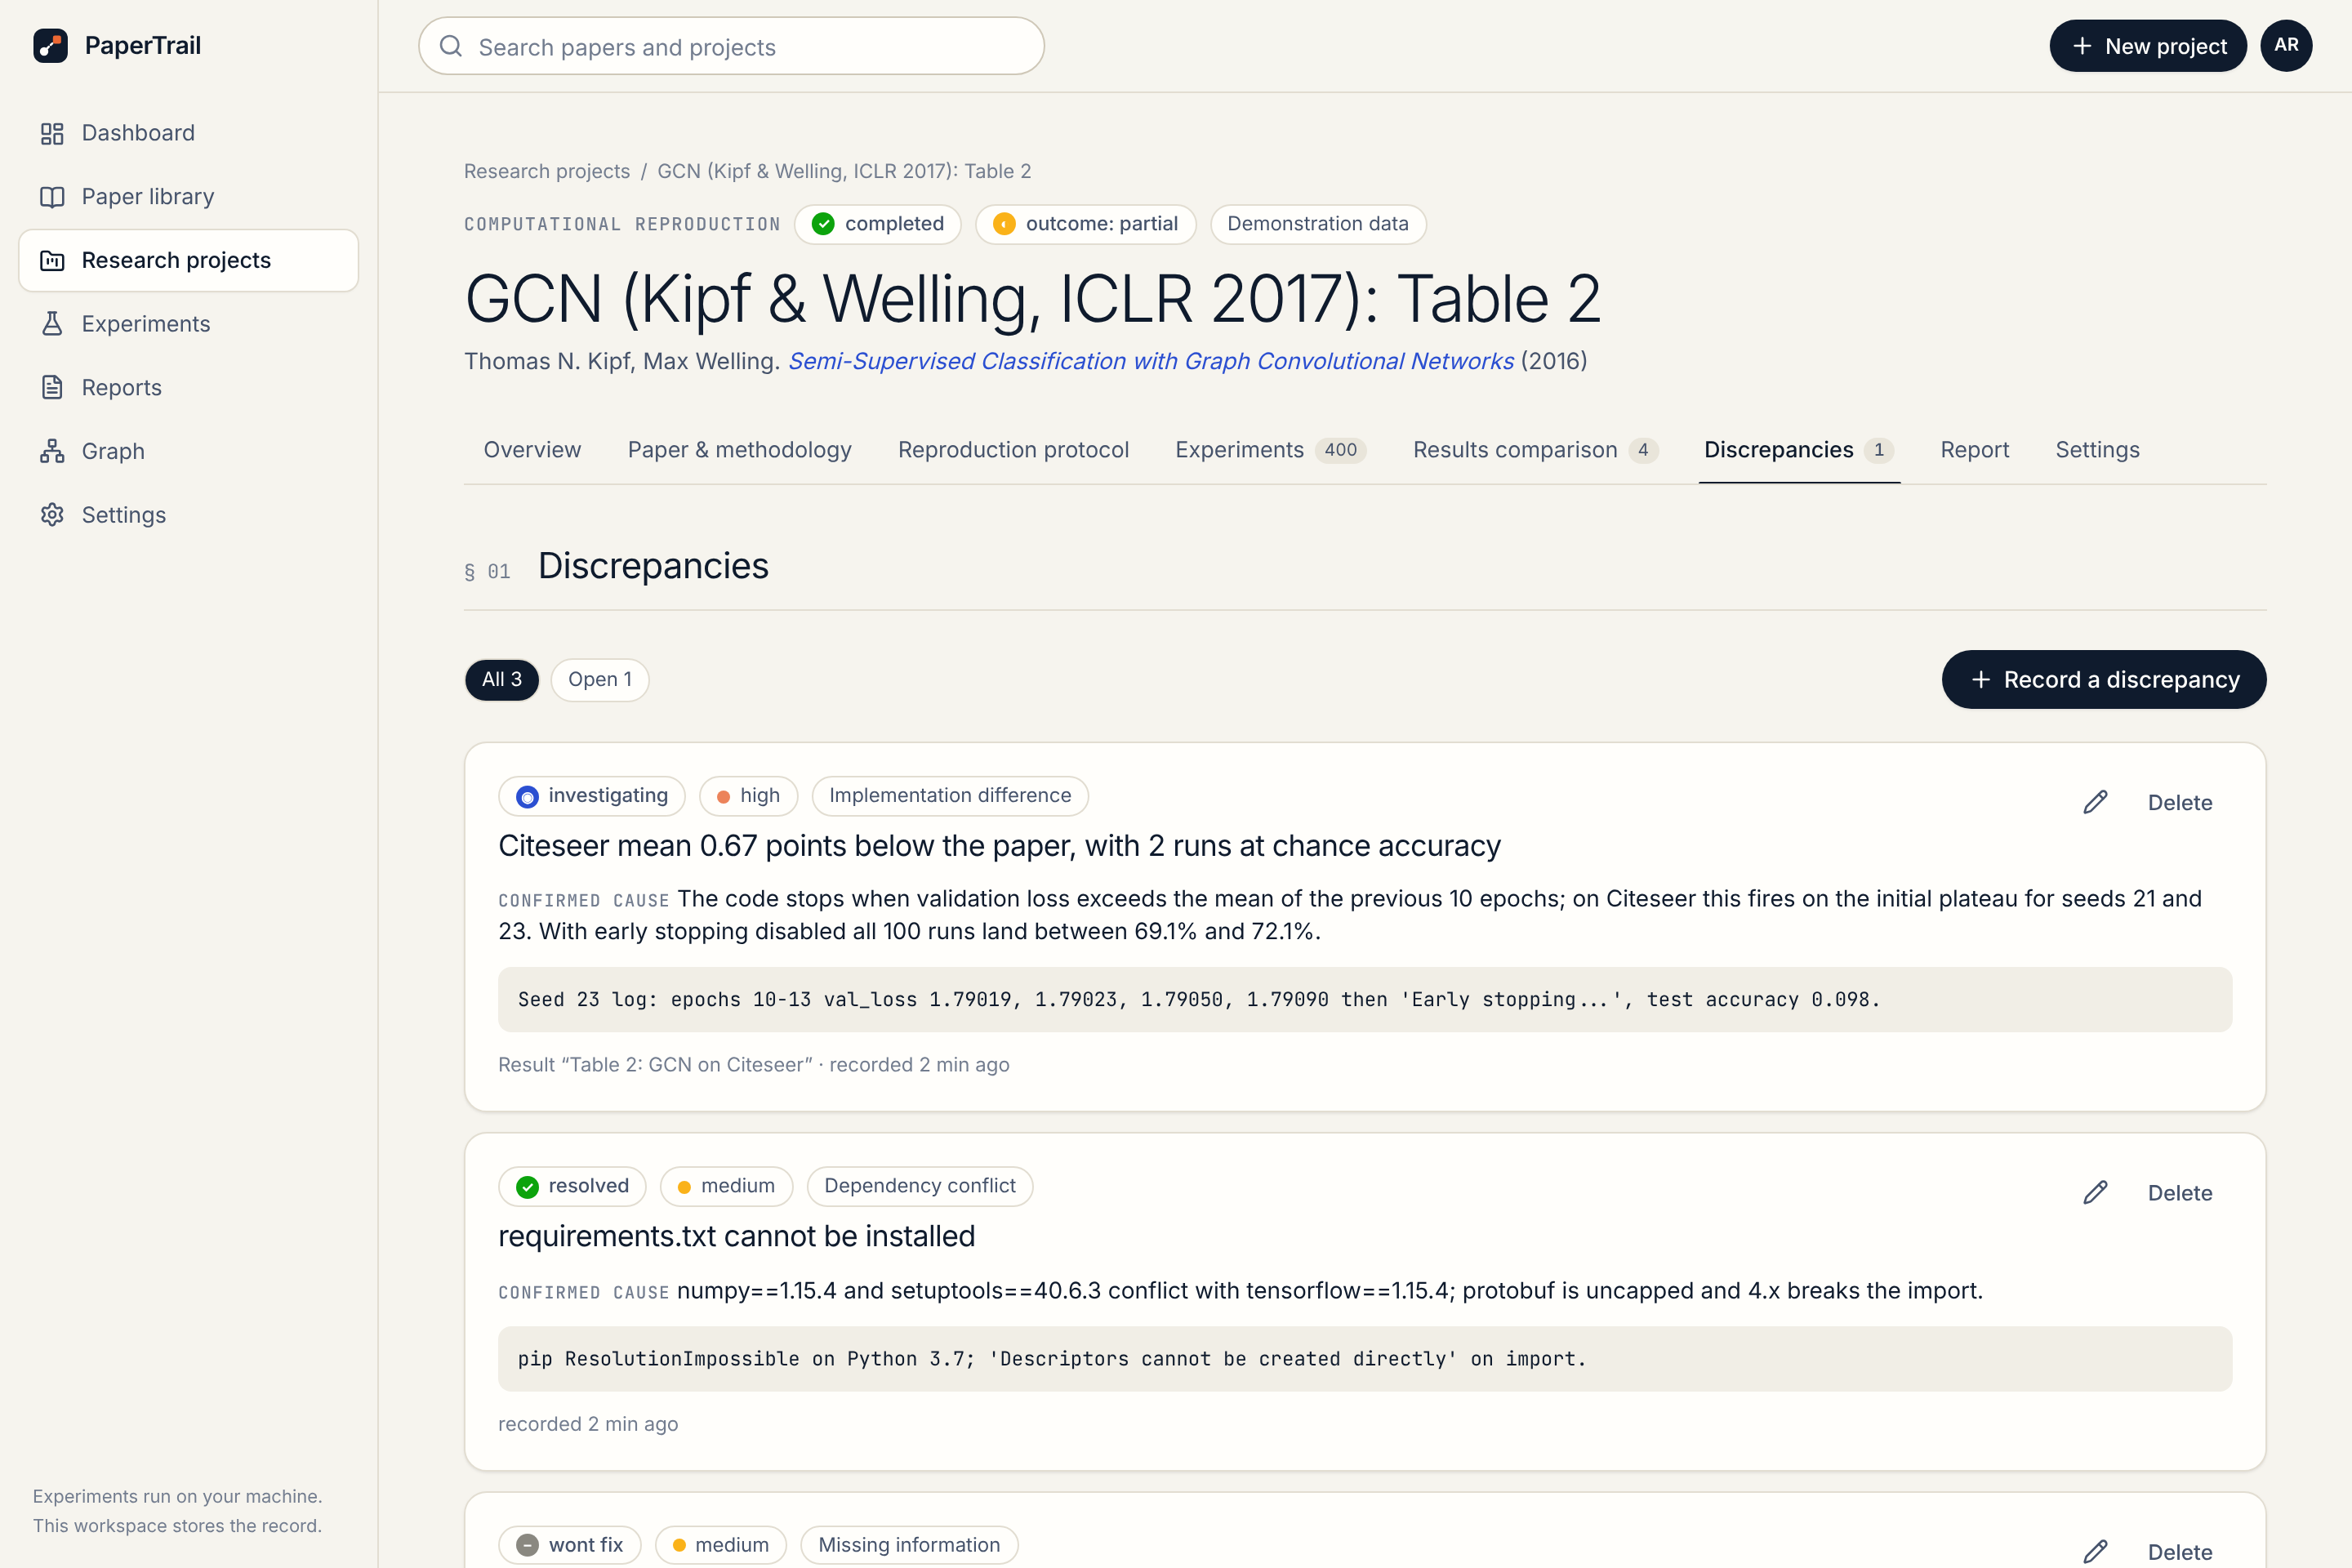 PaperTrail
Search papers and projects
New project
AR
Dashboard
Paper library
Research projects
Experiments
Reports
Graph
Settings
Experiments run on your machine.
This workspace stores the record.
Research projects / GCN (Kipf & Welling, ICLR 2017): Table 2
COMPUTATIONAL REPRODUCTION completed outcome: partial Demonstration data
GCN (Kipf & Welling, ICLR 2017): Table 2
Thomas N. Kipf, Max Welling. Semi-Supervised Classification with Graph Convolutional Networks (2016)
Overview Paper & methodology Reproduction protocol Experiments 400 Results comparison 4 Discrepancies 1 Report Settings
§ 01 Discrepancies
All 3 Open 1 Record a discrepancy
investigating high Implementation difference Delete
Citeseer mean 0.67 points below the paper, with 2 runs at chance accuracy
CONFIRMED CAUSE The code stops when validation loss exceeds the mean of the previous 10 epochs; on Citeseer this fires on the initial plateau for seeds 21 and
23. With early stopping disabled all 100 runs land between 69.1% and 72.1%.
Seed 23 log: epochs 10-13 val_loss 1.79019, 1.79023, 1.79050, 1.79090 then 'Early stopping...', test accuracy 0.098.
Result “Table 2: GCN on Citeseer” · recorded 2 min ago
resolved medium Dependency conflict Delete
requirements.txt cannot be installed
CONFIRMED CAUSE numpy==1.15.4 and setuptools==40.6.3 conflict with tensorflow==1.15.4; protobuf is uncapped and 4.x breaks the import.
pip ResolutionImpossible on Python 3.7; 'Descriptors cannot be created directly' on import.
recorded 2 min ago
wont fix medium Missing information Delete